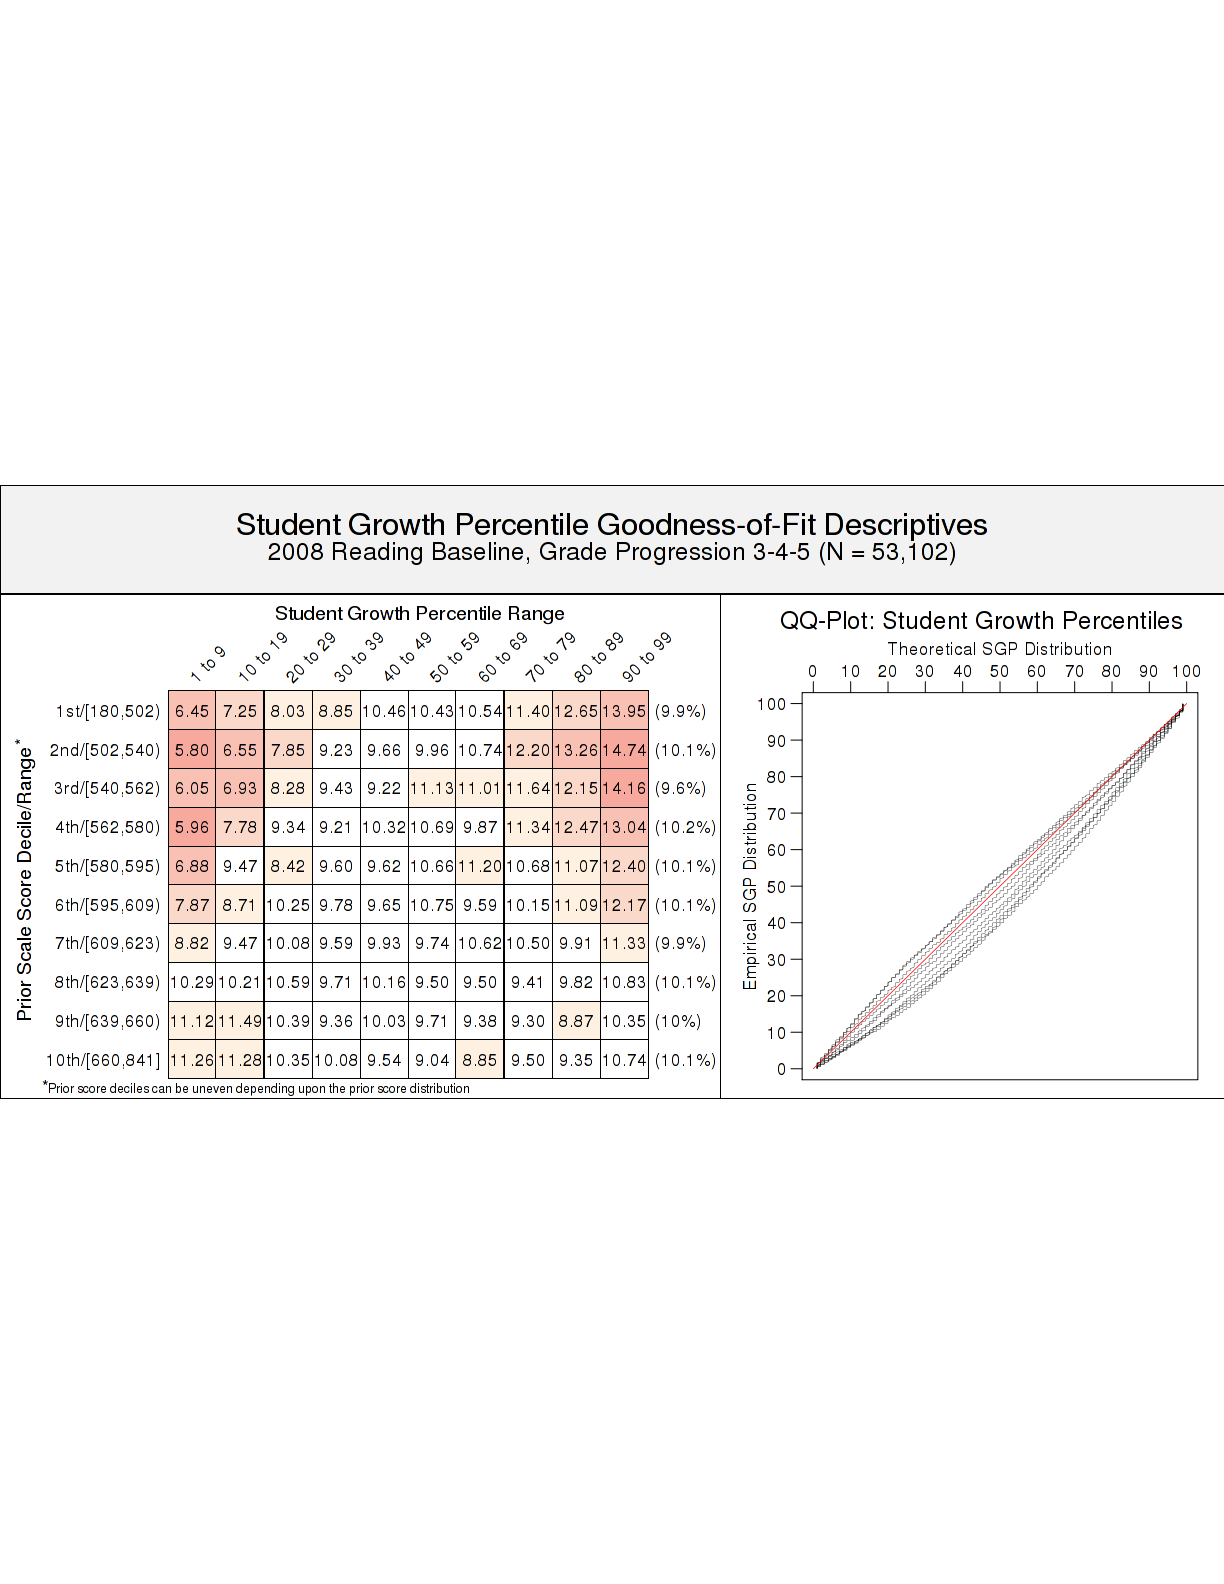 Student Growth Percentile Goodness-of-Fit Descriptives
2008 Reading Baseline, Grade Progression 3-4-5 (N = 53,102)
Student Growth Percentile Range
1 to 9 10 to 19 20 to 29 30 to 39 40 to 49 50 to 59 60 to 69 70 to 79 80 to 89 90 to 99
Prior Scale Score Decile/Range*
1st/[180,502) 6.45 7.25 8.03 8.85 10.46 10.43 10.54 11.40 12.65 13.95 (9.9%)
2nd/[502,540) 5.80 6.55 7.85 9.23 9.66 9.96 10.74 12.20 13.26 14.74 (10.1%)
3rd/[540,562) 6.05 6.93 8.28 9.43 9.22 11.13 11.01 11.64 12.15 14.16 (9.6%)
4th/[562,580) 5.96 7.78 9.34 9.21 10.32 10.69 9.87 11.34 12.47 13.04 (10.2%)
5th/[580,595) 6.88 9.47 8.42 9.60 9.62 10.66 11.20 10.68 11.07 12.40 (10.1%)
6th/[595,609) 7.87 8.71 10.25 9.78 9.65 10.75 9.59 10.15 11.09 12.17 (10.1%)
7th/[609,623) 8.82 9.47 10.08 9.59 9.93 9.74 10.62 10.50 9.91 11.33 (9.9%)
8th/[623,639) 10.29 10.21 10.59 9.71 10.16 9.50 9.50 9.41 9.82 10.83 (10.1%)
9th/[639,660) 11.12 11.49 10.39 9.36 10.03 9.71 9.38 9.30 8.87 10.35 (10%)
10th/[660,841] 11.26 11.28 10.35 10.08 9.54 9.04 8.85 9.50 9.35 10.74 (10.1%)
*Prior score deciles can be uneven depending upon the prior score distribution
QQ-Plot: Student Growth Percentiles
Theoretical SGP Distribution
0 10 20 30 40 50 60 70 80 90 100
Empirical SGP Distribution
100
90
80
70
60
50
40
30
20
10
0